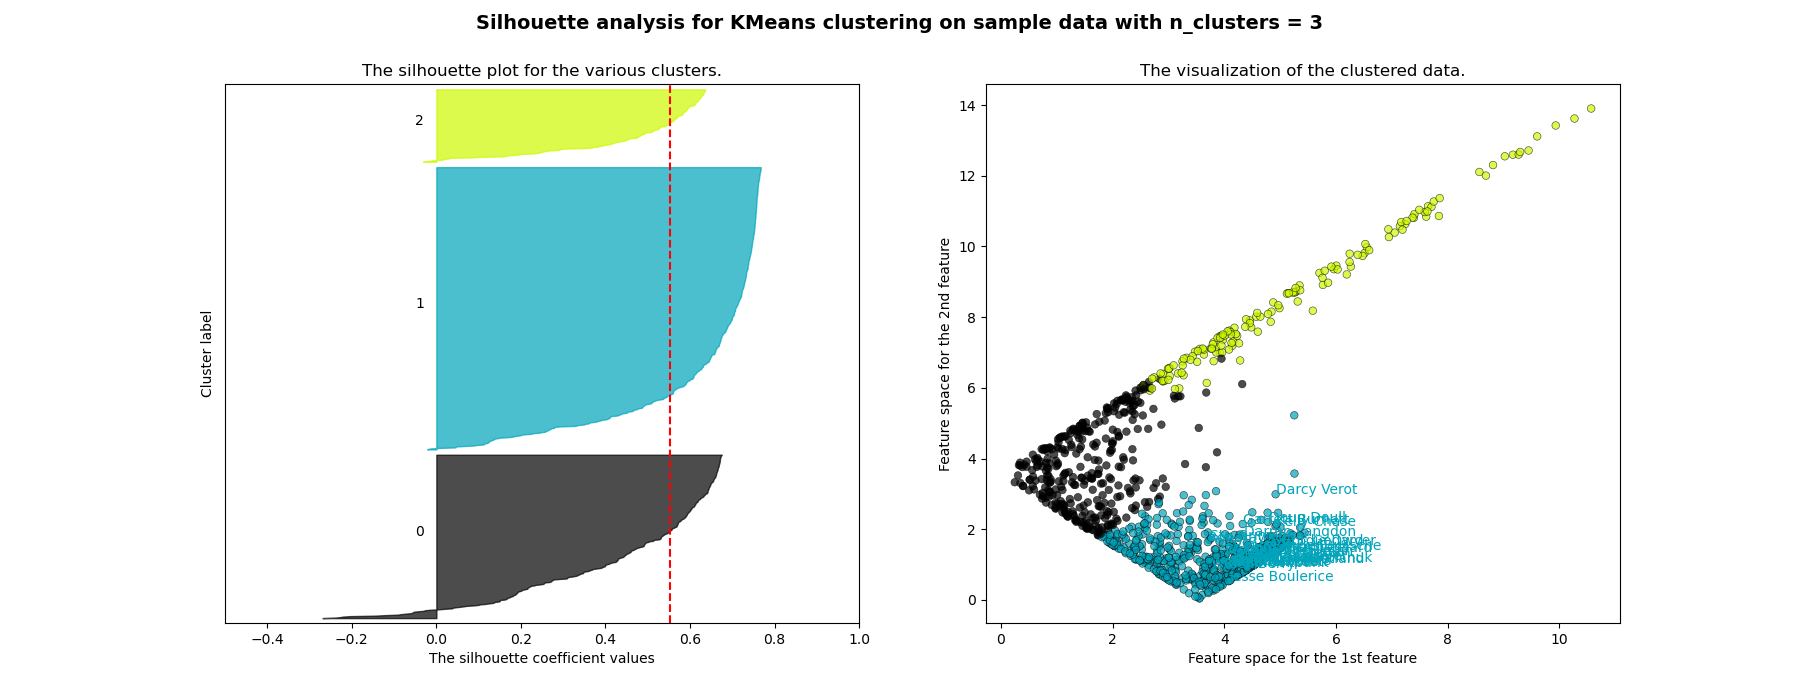 Silhouette analysis for KMeans clustering on sample data with n_clusters = 3
The silhouette plot for the various clusters.
2
1
0
Cluster label
−0.4 −0.2 0.0 0.2 0.4 0.6 0.8 1.0
The silhouette coefficient values
The visualization of the clustered data.
14
12
10
8
6
4
2
0
Feature space for the 2nd feature
Darcy Verot
Chase
Boulerice
0 2 4 6 8 10
Feature space for the 1st feature